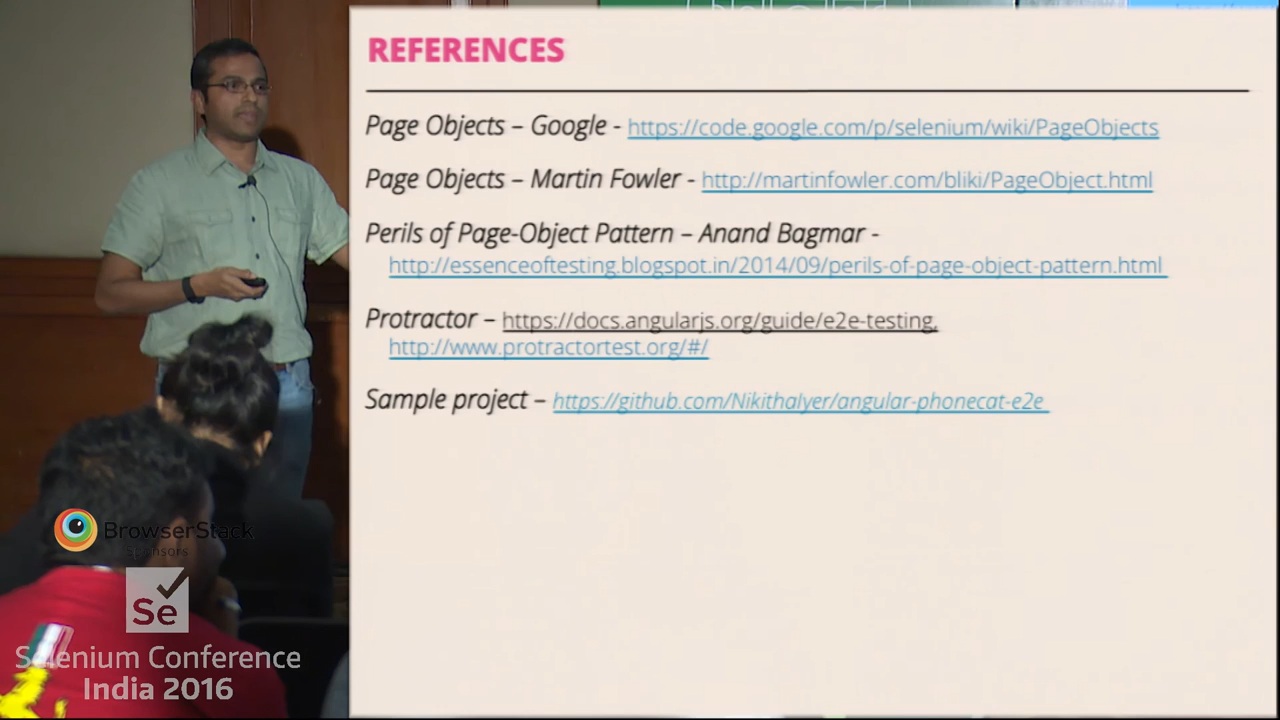 REFERENCES
Page Objects – Google - https://code.google.com/p/selenium/wiki/PageObjects
Page Objects – Martin Fowler - http://martinfowler.com/bliki/PageObject.html
Perils of Page-Object Pattern – Anand Bagmar -
http://essenceoftesting.blogspot.in/2014/09/perils-of-page-object-pattern.html
Protractor – https://docs.angularjs.org/guide/e2e-testing,
http://www.protractortest.org/#/
Sample project – https://github.com/NikithaIyer/angular-phonecat-e2e
BrowserStack
Sponsors
Se
Selenium Conference
India 2016